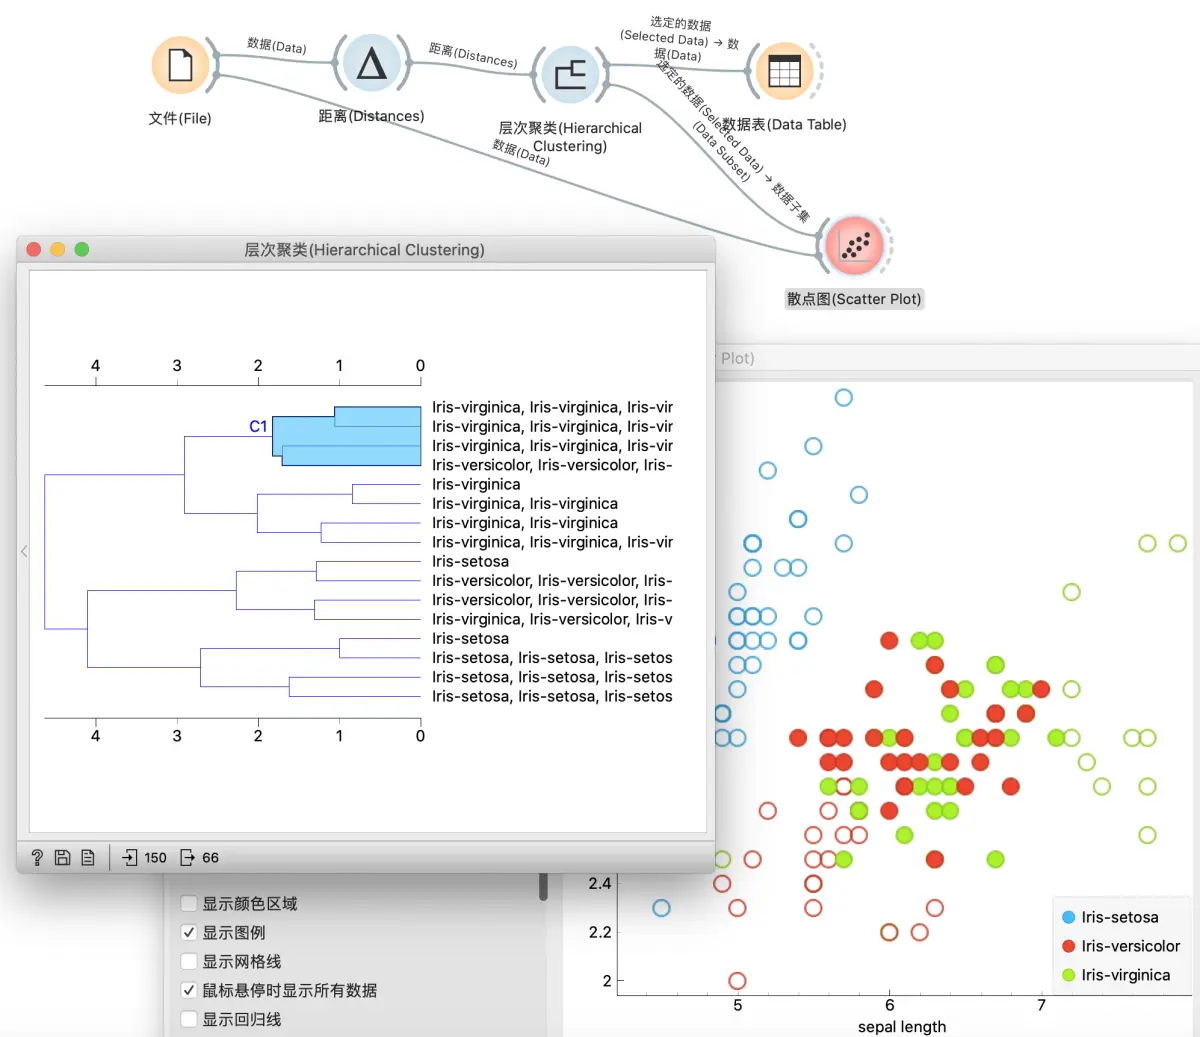 文件(File)
数据(Data)
距离(Distances)
距离(Distances)
层次聚类(Hierarchical
Clustering)
选定的数据
(Selected Data) → 数
据(Data)
数据表(Data Table)
选定的数据(Selected Data) → 数据子集
(Data Subset)
数据(Data)
散点图(Scatter Plot)
层次聚类(Hierarchical Clustering)
4 3 2 1 0
C1
Iris-virginica, Iris-virginica, Iris-vir
Iris-virginica, Iris-virginica, Iris-vir
Iris-virginica, Iris-virginica, Iris-vir
Iris-versicolor, Iris-versicolor, Iris-
Iris-virginica
Iris-virginica, Iris-virginica
Iris-virginica, Iris-virginica
Iris-virginica, Iris-virginica, Iris-vir
Iris-setosa
Iris-versicolor, Iris-versicolor, Iris-
Iris-versicolor, Iris-versicolor, Iris-
Iris-virginica, Iris-versicolor, Iris-v
Iris-setosa
Iris-setosa, Iris-setosa, Iris-setos
Iris-setosa, Iris-setosa, Iris-setos
Iris-setosa, Iris-setosa, Iris-setos
4 3 2 1 0
? 150 66
Plot)
显示颜色区域
显示图例
显示网格线
鼠标悬停时显示所有数据
显示回归线
2.4
2.2
2
5 6 7
sepal length
Iris-setosa
Iris-versicolor
Iris-virginica